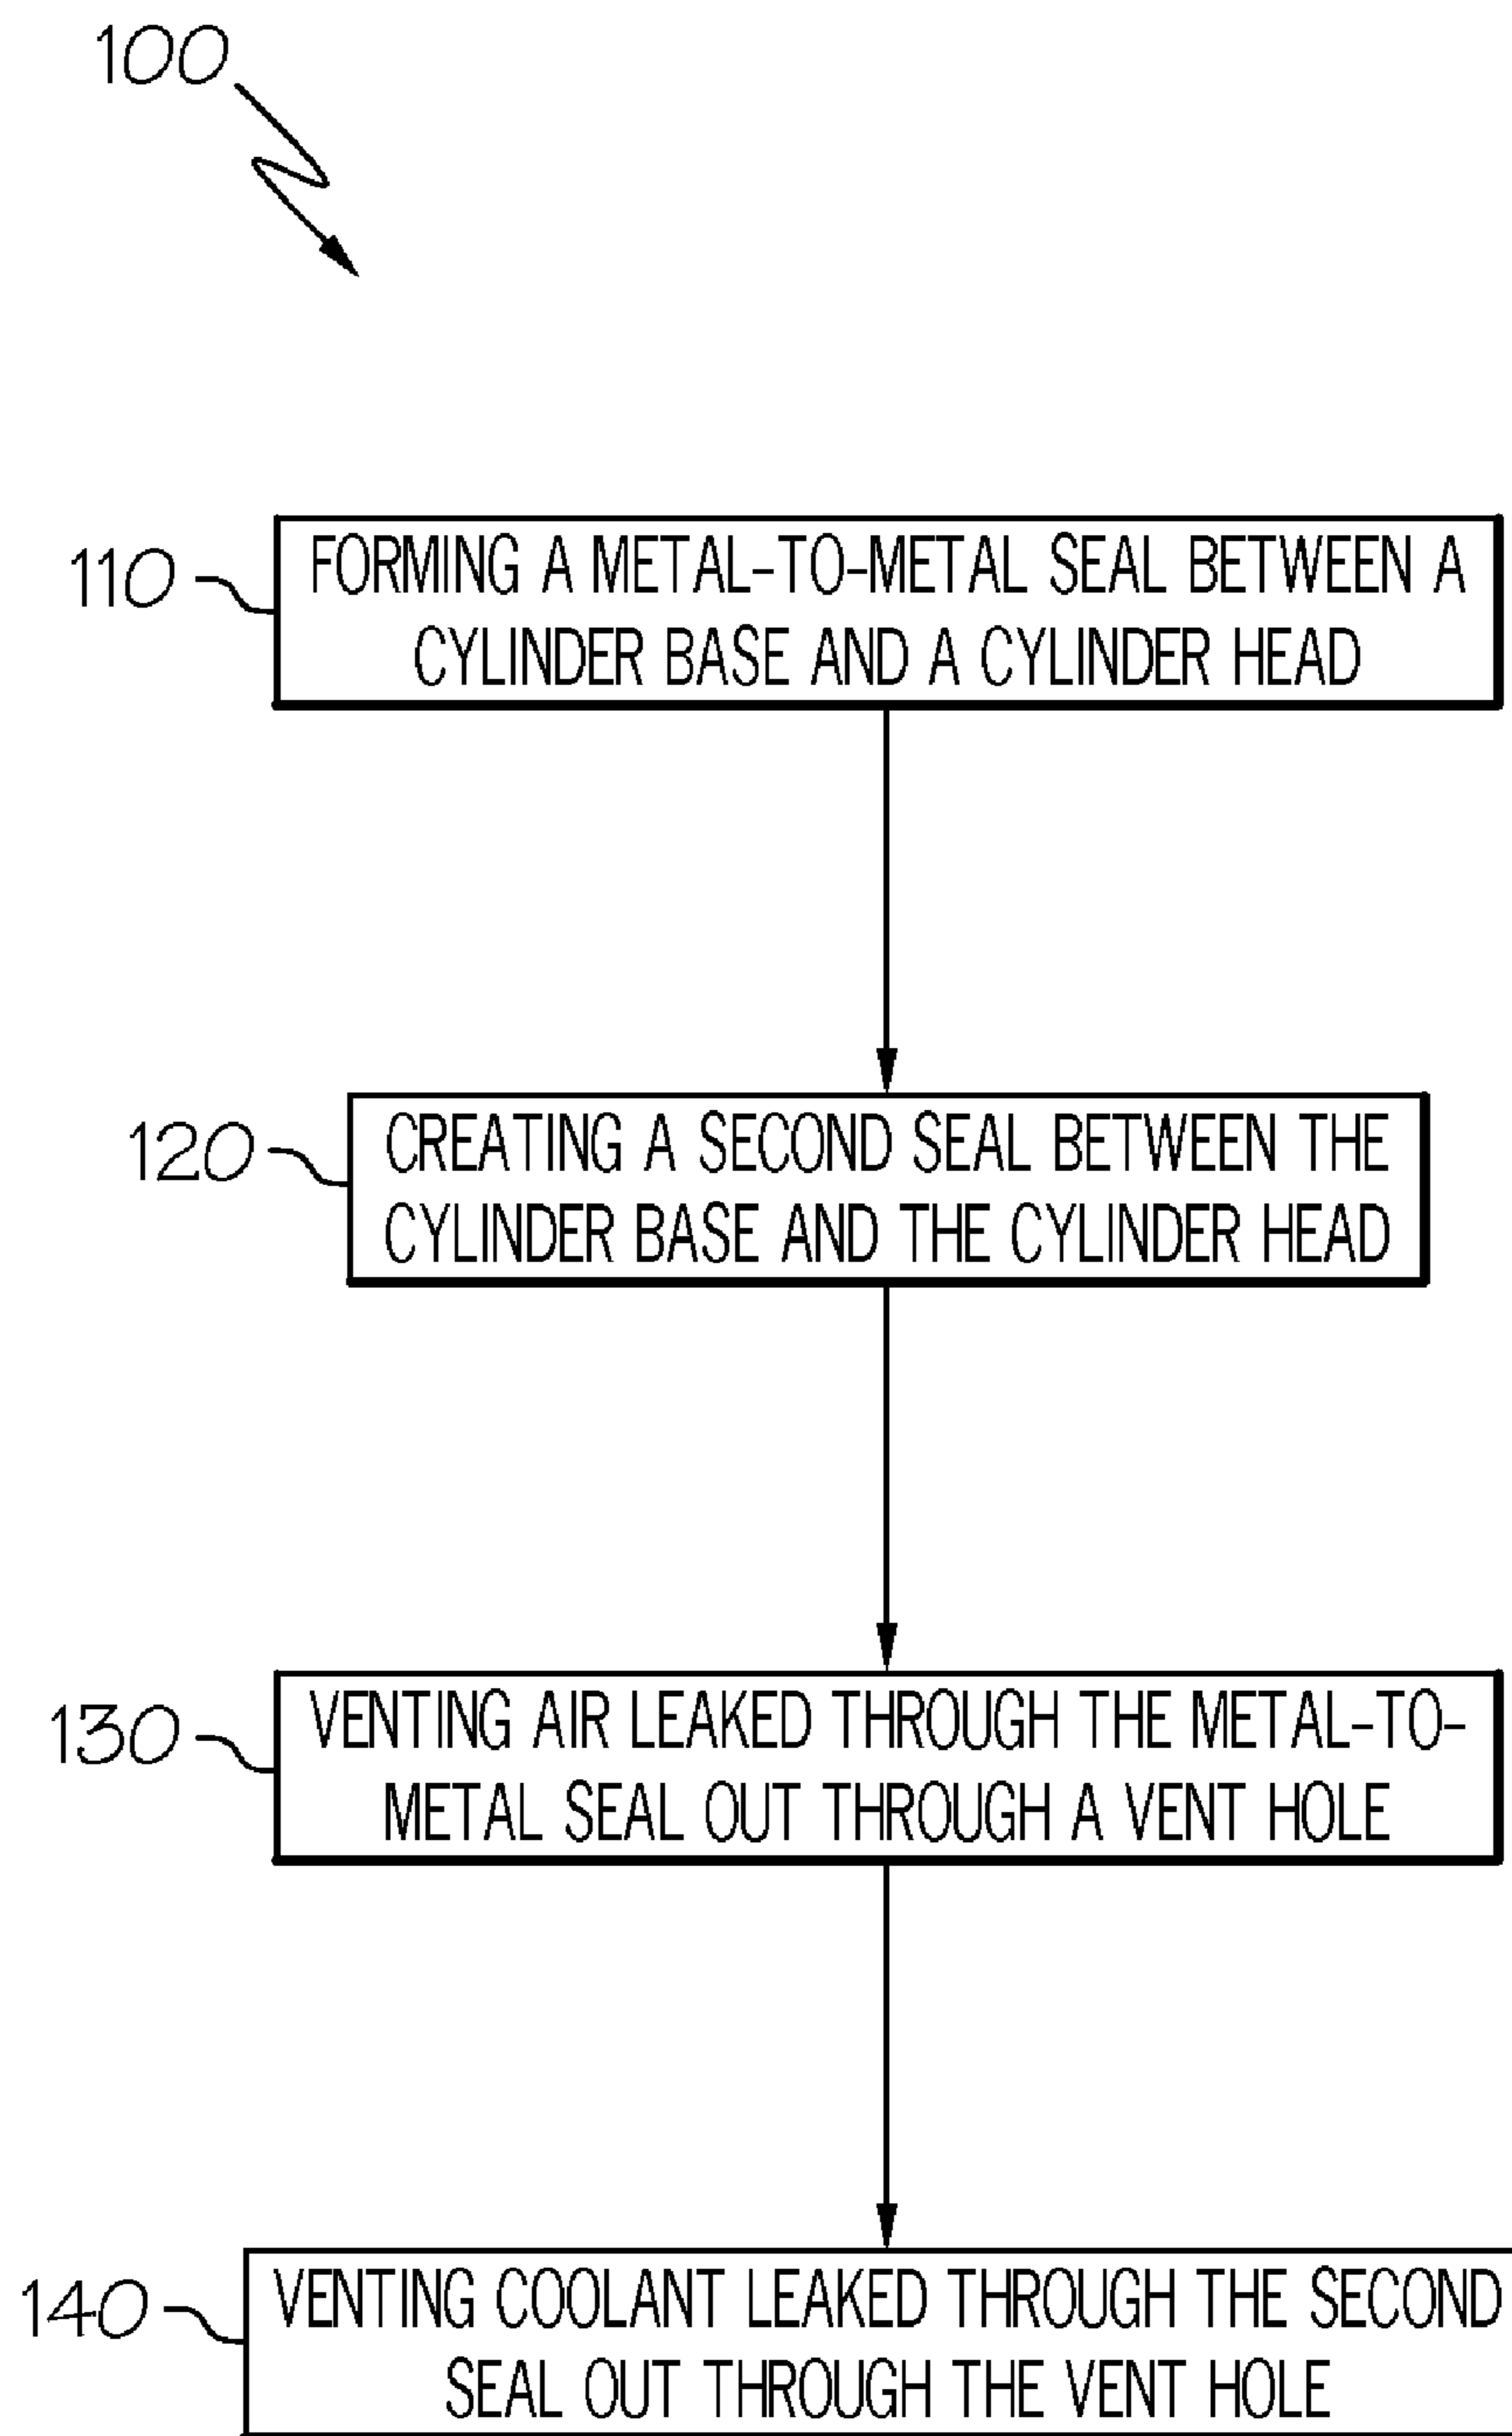 100
110
FORMING A METAL-TO-METAL SEAL BETWEEN A
CYLINDER BASE AND A CYLINDER HEAD
120
CREATING A SECOND SEAL BETWEEN THE
CYLINDER BASE AND THE CYLINDER HEAD
130
VENTING AIR LEAKED THROUGH THE METAL-TO-
METAL SEAL OUT THROUGH A VENT HOLE
140
VENTING COOLANT LEAKED THROUGH THE SECOND
SEAL OUT THROUGH THE VENT HOLE